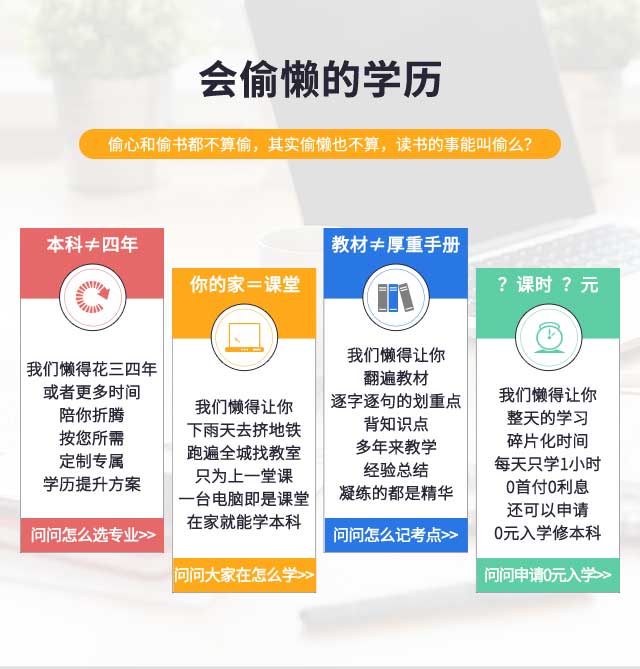 会偷懒的学历
偷心和偷书都不算偷，其实偷懒也不算，读书的事能叫偷么？
本科≠四年
我们懒得花三四年
或者更多时间
陪你折腾
按您所需
定制专属
学历提升方案
问问怎么选专业>>
你的家＝课堂
我们懒得让你
下雨天去挤地铁
跑遍全城找教室
只为上一堂课
一台电脑即是课堂
在家就能学本科
问问大家在怎么学>>
教材≠厚重手册
我们懒得让你
翻遍教材
逐字逐句的划重点
背知识点
多年来教学
经验总结
凝练的都是精华
问问怎么记考点>>
？课时 ？元
我们懒得让你
整天的学习
碎片化时间
每天只学1小时
0首付0利息
还可以申请
0元入学修本科
问问申请0元入学>>